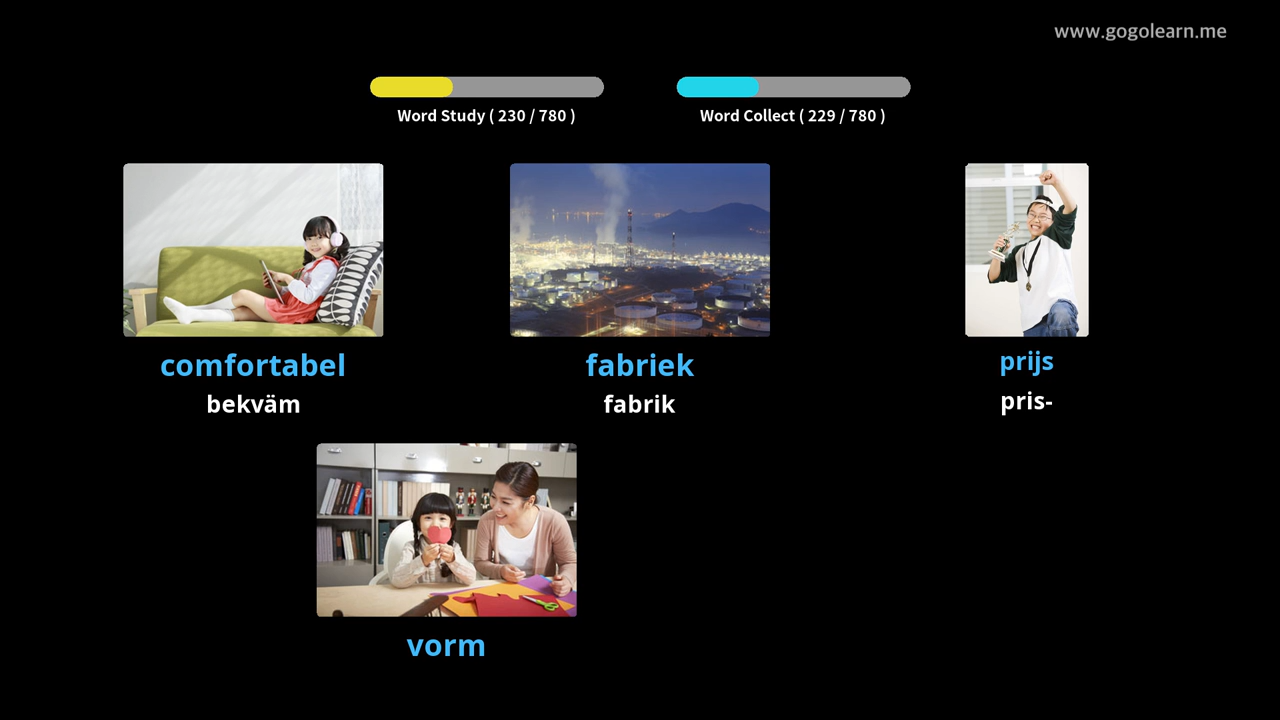 www.gogolearn.me
Word Study ( 230 / 780 )
Word Collect ( 229 / 780 )
comfortabel
bekväm
fabriek
fabrik
prijs
pris-
vorm